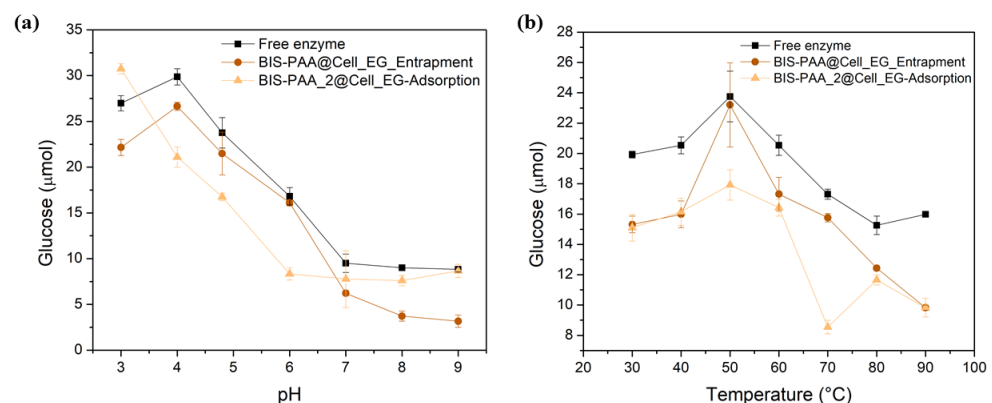 (a)
35
30
25
20
15
10
5
0
Glucose (μmol)
3 4 5 6 7 8 9
pH
Free enzyme
BIS-PAA@Cell_EG_Entrapment
BIS-PAA_2@Cell_EG-Adsorption
(b)
28
26
24
22
20
18
16
14
12
10
8
Glucose (μmol)
20 30 40 50 60 70 80 90 100
Temperature (°C)
Free enzyme
BIS-PAA@Cell_EG_Entrapment
BIS-PAA_2@Cell_EG-Adsorption